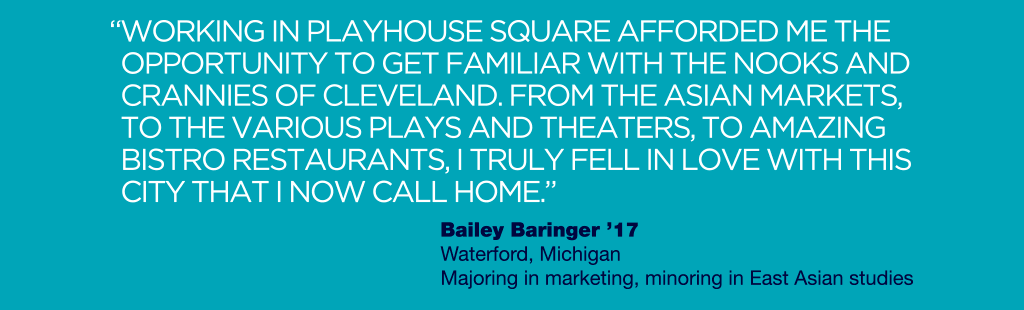 “WORKING IN PLAYHOUSE SQUARE AFFORDED ME THE
OPPORTUNITY TO GET FAMILIAR WITH THE NOOKS AND
CRANNIES OF CLEVELAND. FROM THE ASIAN MARKETS,
TO THE VARIOUS PLAYS AND THEATERS, TO AMAZING
BISTRO RESTAURANTS, I TRULY FELL IN LOVE WITH THIS
CITY THAT I NOW CALL HOME.”
Bailey Baringer ’17
Waterford, Michigan
Majoring in marketing, minoring in East Asian studies